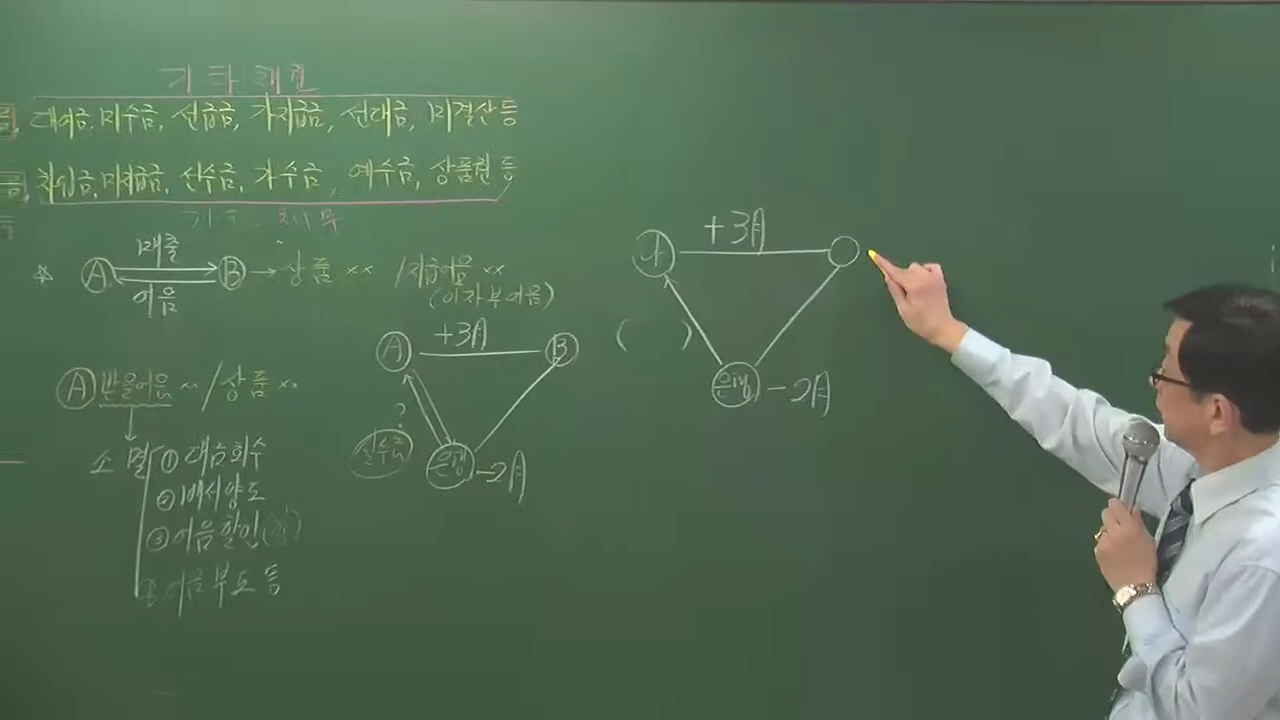 기타채권
대여금, 미수금, 선급금, 가지급금, 선대금, 미결산 등
차입금, 미지급금, 선수금, 가수금, 예수금, 상품권 등
기타 채무
☆ A 매출 B → 상품 ×× / 지급어음 ××
어음
(이자부어음)
A +3月 B
?
실수금
은행 -2月
A 받을어음 ×× / 상품 ××
소멸 ① 대금회수
② 배서양도
③ 어음할인
④ 어음부도 등
나 +3月
( )
은행 -2月